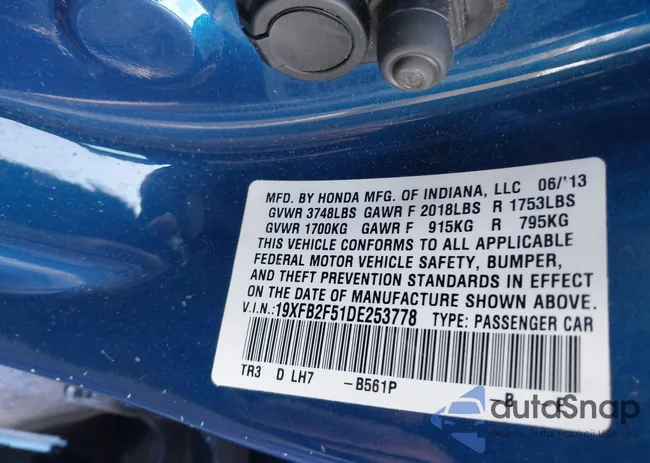 MFD. BY HONDA MFG. OF INDIANA, LLC 06/'13
GVWR 3748LBS GAWR F 2018LBS R 1753LBS
GVWR 1700KG GAWR F 915KG R 795KG
THIS VEHICLE CONFORMS TO ALL APPLICABLE
FEDERAL MOTOR VEHICLE SAFETY, BUMPER,
AND THEFT PREVENTION STANDARDS IN EFFECT
ON THE DATE OF MANUFACTURE SHOWN ABOVE.
V.I.N.:19XFB2F51DE253778 TYPE: PASSENGER CAR
TR3 D LH7 -B561P -B
autoSnap